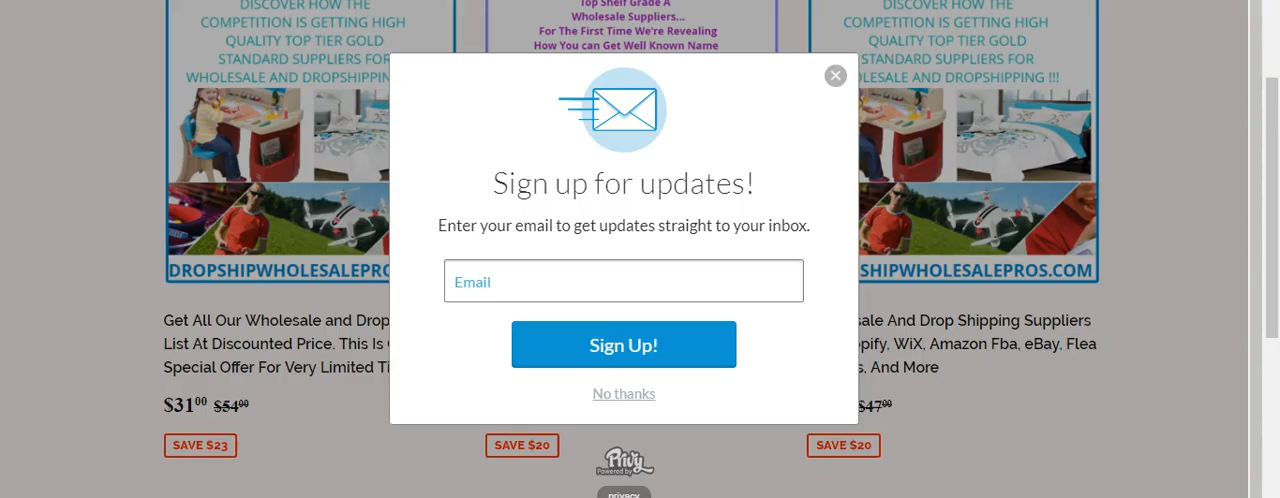 DISCOVER HOW THE
COMPETITION IS GETTING HIGH
QUALITY TOP TIER GOLD
STANDARD SUPPLIERS FOR
WHOLESALE AND DROPSHIPPIN
DROPSHIPWHOLESALEPRO
Get All Our Wholesale and Drop
List At Discounted Price. This Is
Special Offer For Very Limited Ti
$31.00 $54.00
SAVE $23
Top Shelf Grade A
Wholesale Suppliers...
For The First Time We're Revealing
How You can Get Well Known Name
SAVE $20
DISCOVER HOW THE
COMPETITION IS GETTING HIGH
QUALITY TOP TIER GOLD
STANDARD SUPPLIERS FOR
OLESALE AND DROPSHIPPING !!!
SHIPWHOLESALEPROS.COM
sale And Drop Shipping Suppliers
pify, WiX, Amazon Fba, eBay, Flea
s, And More
$47.00
SAVE $20
Sign up for updates!
Enter your email to get updates straight to your inbox.
Email
Sign Up!
No thanks
Powered by Privy
privacy